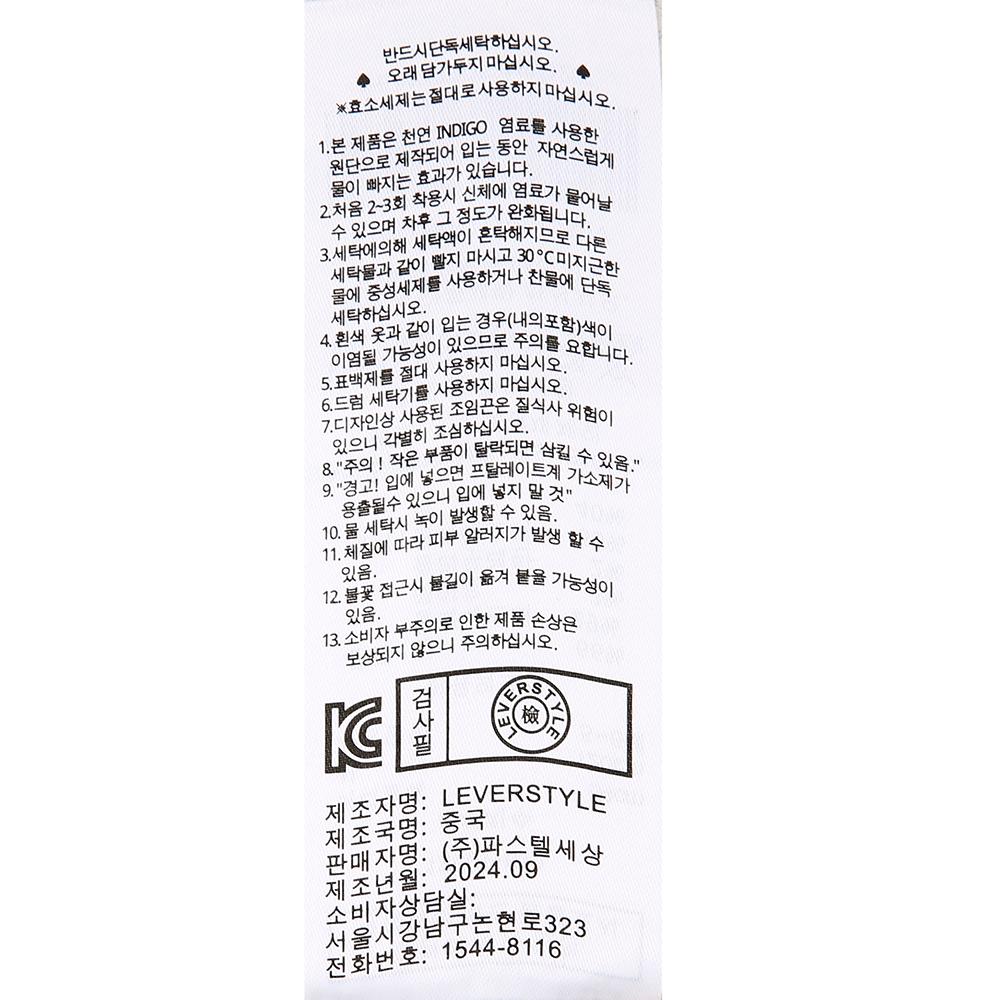 반드시단독세탁하십시오.
♠ 오래 담가두지 마십시오. ♠
※효소세제는 절대로 사용하지 마십시오.
1.본 제품은 천연 INDIGO 염료를 사용한
원단으로 제작되어 입는 동안 자연스럽게
물이 빠지는 효과가 있습니다.
2.처음 2~3회 착용시 신체에 염료가 뭍어날
수 있으며 차후 그 정도가 완화됩니다.
3.세탁에의해 세탁액이 혼탁해지므로 다른
세탁물과 같이 빨지 마시고 30°C미지근한
물에 중성세제를 사용하거나 찬물에 단독
세탁하십시오.
4.흰색 옷과 같이 입는 경우(내의포함)색이
이염될 가능성이 있으므로 주의를 요합니다.
5.표백제를 절대 사용하지 마십시오.
6.드럼 세탁기를 사용하지 마십시오.
7.디자인상 사용된 조임끈은 질식사 위험이
있으니 각별히 조심하십시오.
8."주의! 작은 부품이 탈락되면 삼킬 수 있음."
9."경고! 입에 넣으면 프탈레이트계 가소제가
용출될수 있으니 입에 넣지 말 것"
10. 물 세탁시 녹이 발생할 수 있음.
11. 체질에 따라 피부 알러지가 발생 할 수
있음.
12. 불꽃 접근시 불길이 옮겨 붙을 가능성이
있음.
13. 소비자 부주의로 인한 제품 손상은
보상되지 않으니 주의하십시오.
KC
검사필
LEVERSTYLE
檢
제조자명: LEVERSTYLE
제조국명: 중국
판매자명: (주)파스텔세상
제조년월: 2024.09
소비자상담실:
서울시강남구논현로323
전화번호: 1544-8116